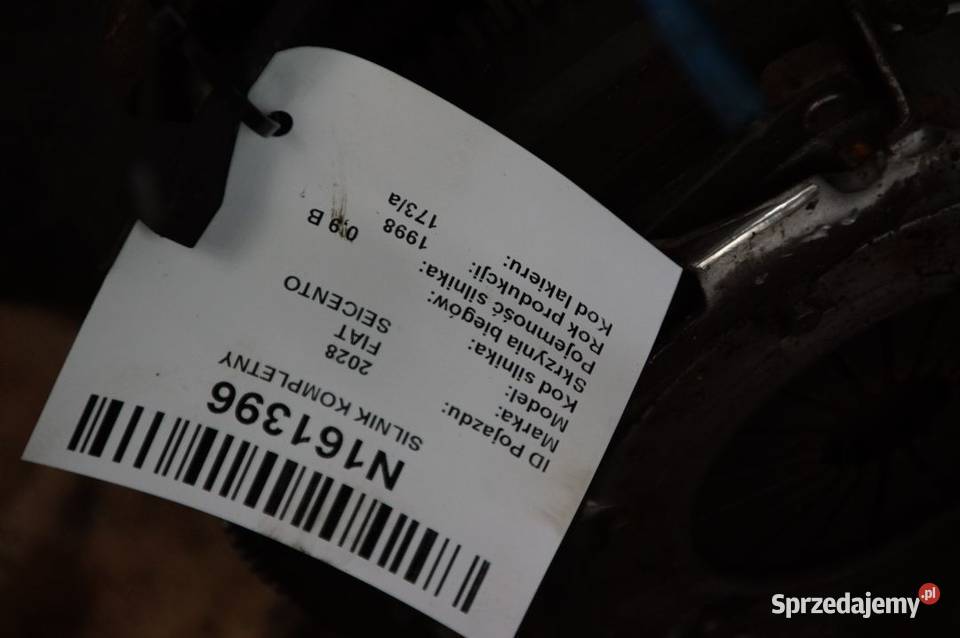 N161396
SILNIK KOMPLETNY
ID Pojazdu: 2028
Marka: FIAT
Model: SEICENTO
Kod silnika:
Skrzynia biegów:
Pojemność silnika: 0,9 B
Rok produkcji: 1998
Kod lakieru: 173/a
Sprzedajemy.pl